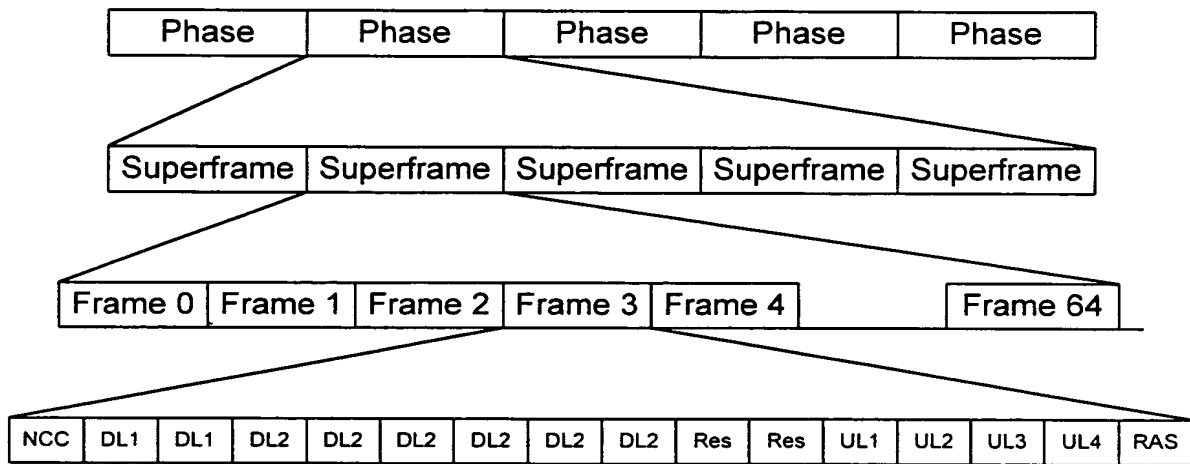 Phase Phase Phase Phase Phase
Superframe Superframe Superframe Superframe Superframe
Frame 0 Frame 1 Frame 2 Frame 3 Frame 4 Frame 64
NCC DL1 DL1 DL2 DL2 DL2 DL2 DL2 DL2 Res Res UL1 UL2 UL3 UL4 RAS